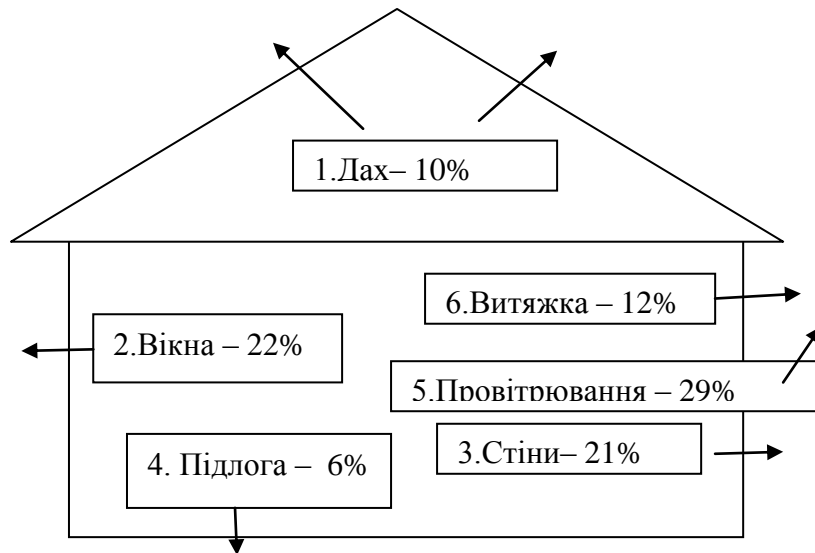 1.Дах– 10%
6.Витяжка – 12%
2.Вікна – 22%
5.Провітрювання – 29%
3.Стіни– 21%
4. Підлога –  6%